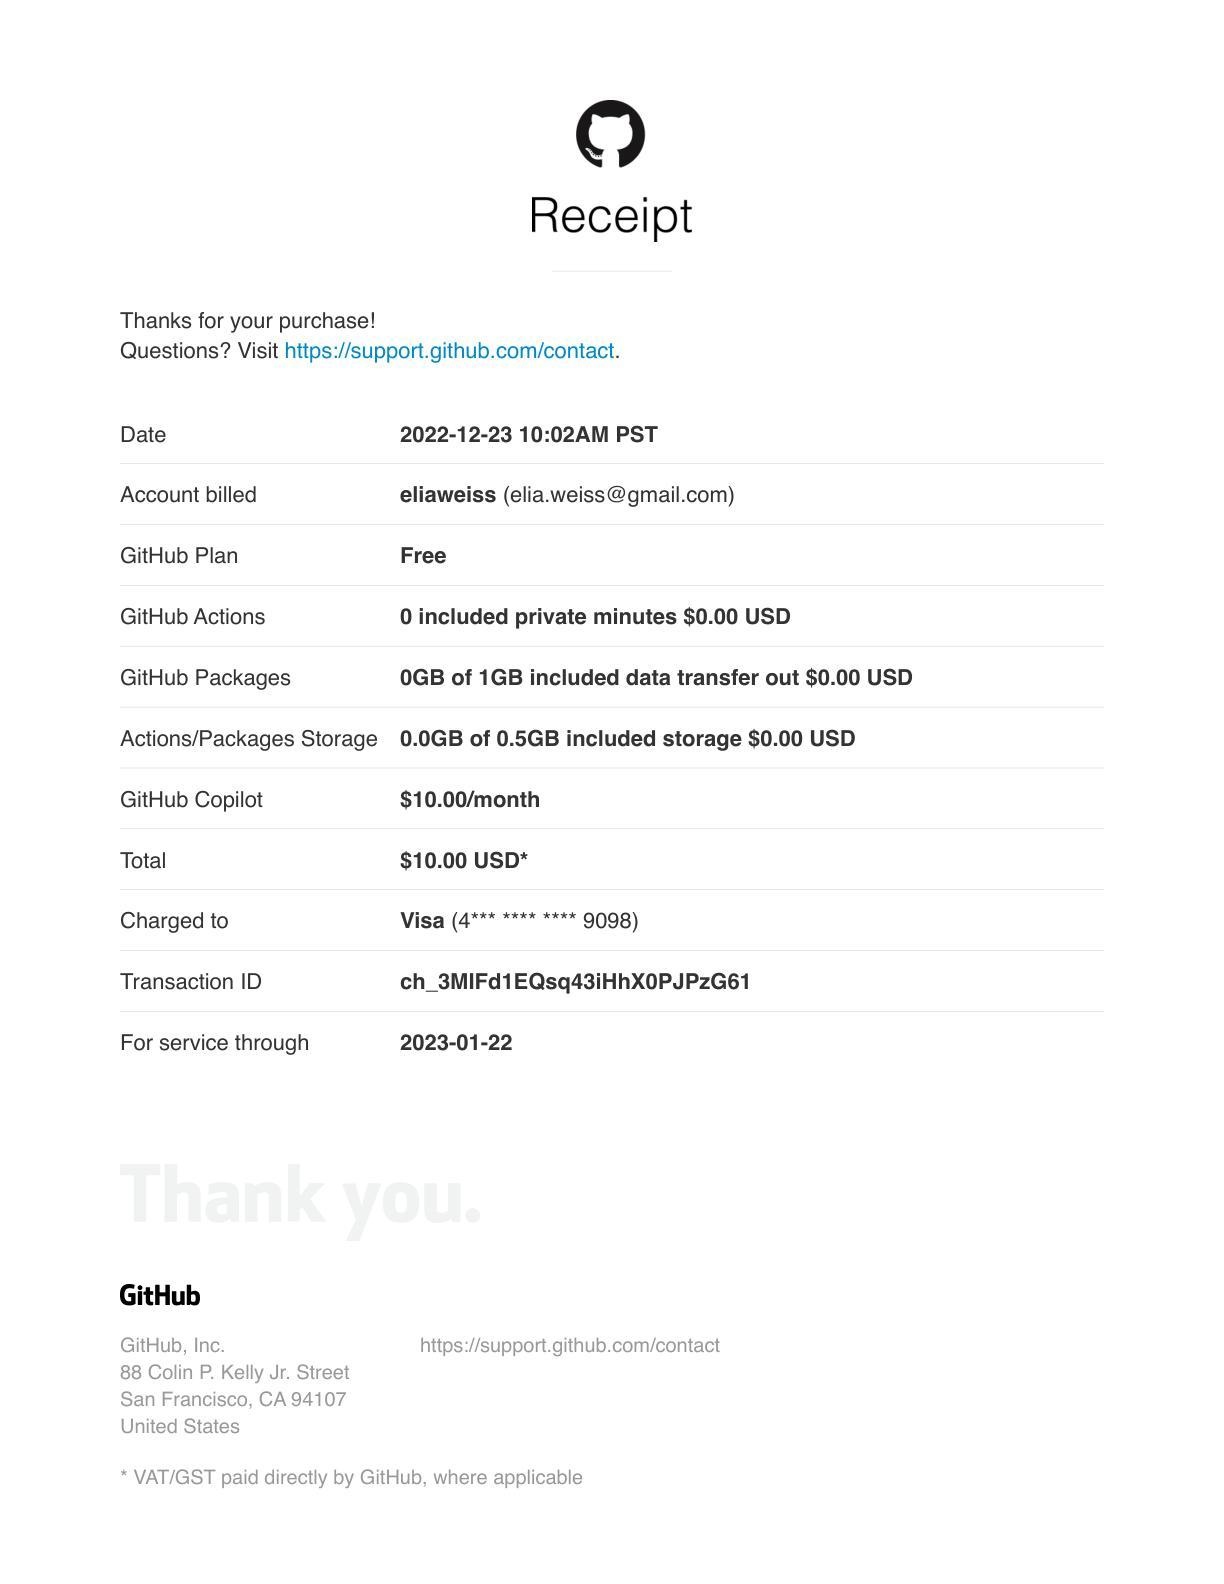 Receipt
Thanks for your purchase!
Questions? Visit https://support.github.com/contact.
Date 2022-12-23 10:02AM PST
Account billed eliaweiss (elia.weiss@gmail.com)
GitHub Plan Free
GitHub Actions 0 included private minutes $0.00 USD
GitHub Packages 0GB of 1GB included data transfer out $0.00 USD
Actions/Packages Storage 0.0GB of 0.5GB included storage $0.00 USD
GitHub Copilot $10.00/month
Total $10.00 USD*
Charged to Visa (4*** **** **** 9098)
Transaction ID ch_3MIFd1EQsq43iHhX0PJPzG61
For service through 2023-01-22
Thank you.
GitHub
GitHub, Inc. https://support.github.com/contact
88 Colin P. Kelly Jr. Street
San Francisco, CA 94107
United States
* VAT/GST paid directly by GitHub, where applicable